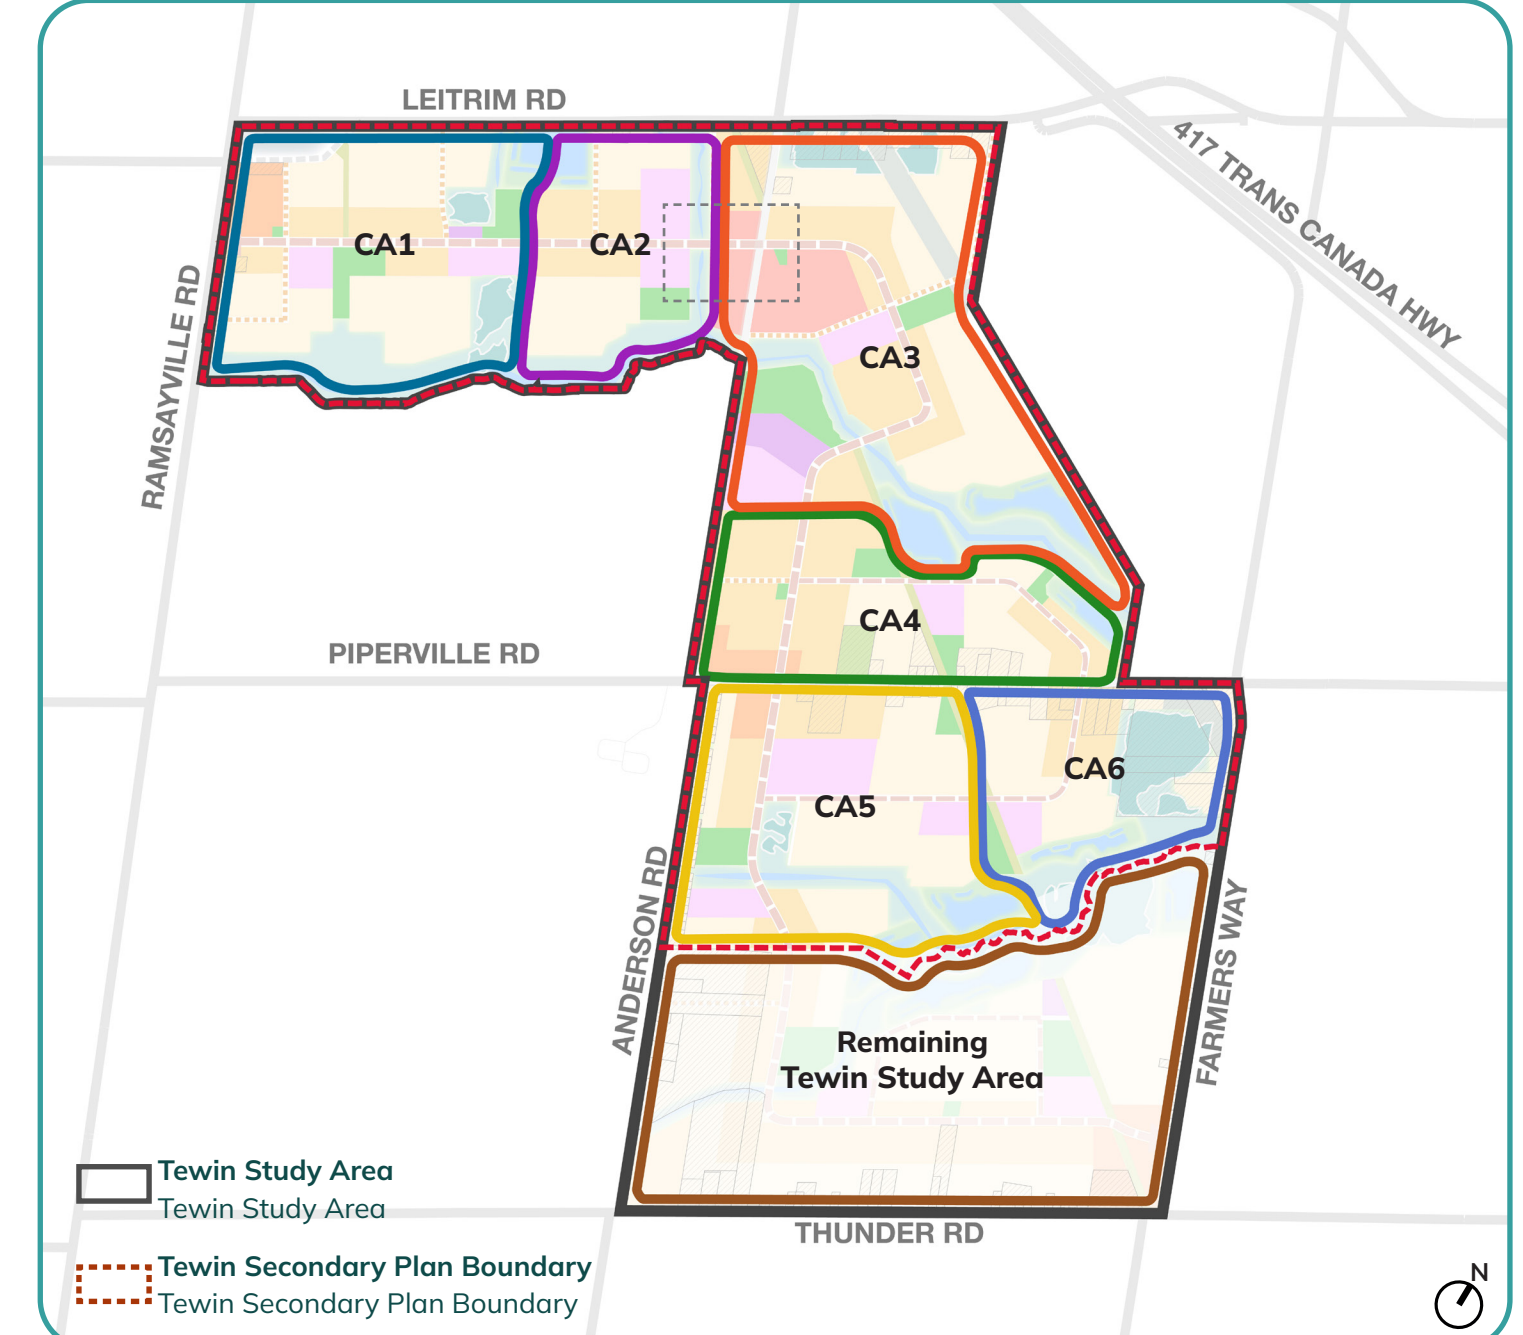 LEITRIM RD
417 TRANS CANADA HWY
CA1
CA2
RAMSAYVILLE RD
CA3
CA4
PIPERVILLE RD
CA6
CA5
ANDERSON RD
FARMERS WAY
Remaining
Tewin Study Area
Tewin Study Area
Tewin Study Area
THUNDER RD
Tewin Secondary Plan Boundary
Tewin Secondary Plan Boundary
N